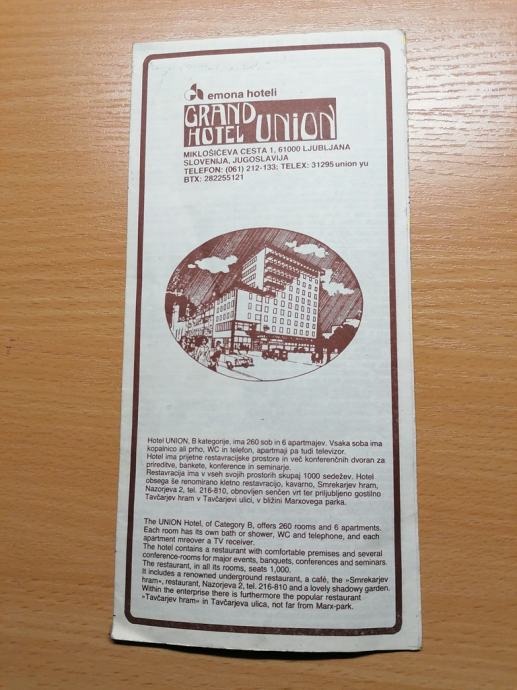 emona hoteli
GRAND
HOTEL UNION
MIKLOŠIČEVA CESTA 1, 61000 LJUBLJANA
SLOVENIJA, JUGOSLAVIJA
TELEFON: (061) 212-133; TELEX: 31295 union yu
BTX: 282255121
Hotel UNION, B kategorije, ima 260 sob in 6 apartmajev. Vsaka soba ima
kopalnico ali prho, WC in telefon, apartmaji pa tudi televizor.
Hotel ima prijetne restavracijske prostore in več konferenčnih dvoran za
prireditve, bankete, konference in seminarje.
Restavracija ima v vseh svojih prostorih skupaj 1000 sedežev. Hotel
obsega še renomirano kletno restavracijo, kavarno, Smrekarjev hram,
Nazorjeva 2, tel. 216-810, obnovljen senčen vrt ter priljubljeno gostilno
Tavčarjev hram v Tavčarjevi ulici, v bližini Marxovega parka.
The UNION Hotel, of Category B, offers 260 rooms and 6 apartments.
Each room has its own bath or shower, WC and telephone, and each
apartment mreover a TV receiver.
The hotel contains a restaurant with comfortable premises and several
conference-rooms for major events, banquets, conferences and seminars.
The restaurant, in all its rooms, seats 1,000.
It includes a renowned underground restaurant, a café, the »Smrekarjev
hram«, restaurant, Nazorjeva 2, tel. 216-810 and a lovely shadowy garden.
Within the enterprise there is furthermore the popular restaurant
»Tavčarjev hram« in Tavčarjeva ulica, not far from Marx-park.